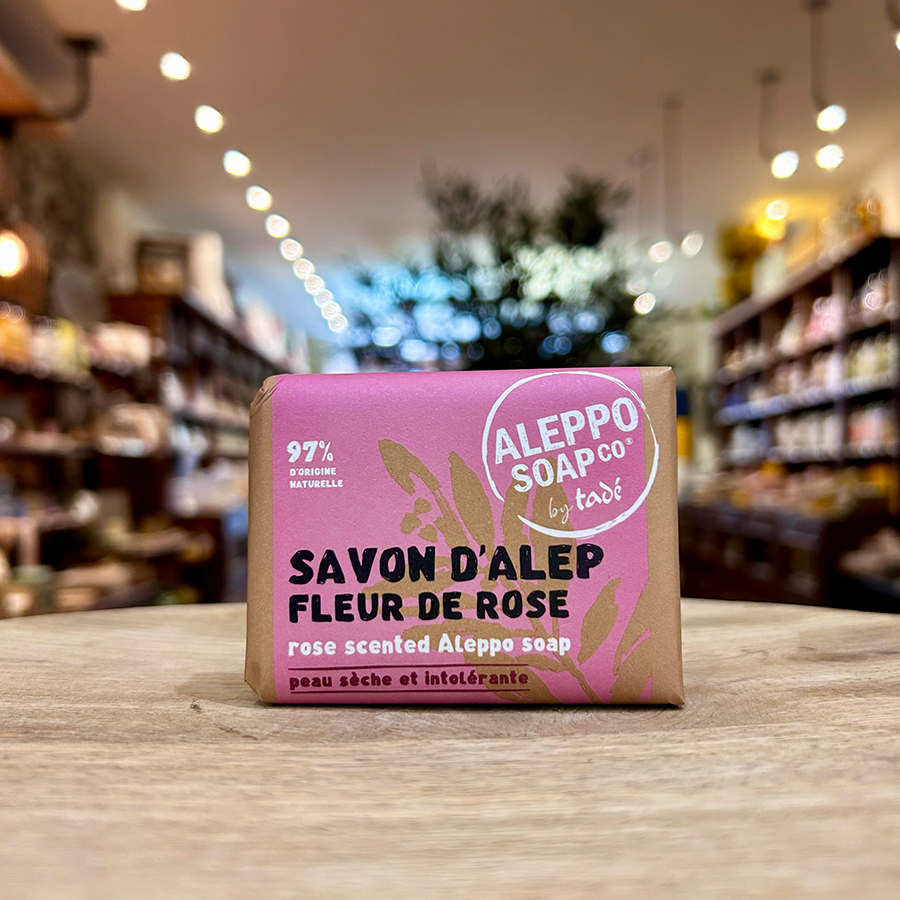 ALEPPO
SOAP CO®
by tadé
97%
D'ORIGINE
NATURELLE
SAVON D'ALEP
FLEUR DE ROSE
rose scented Aleppo soap
peau sèche et intolérante